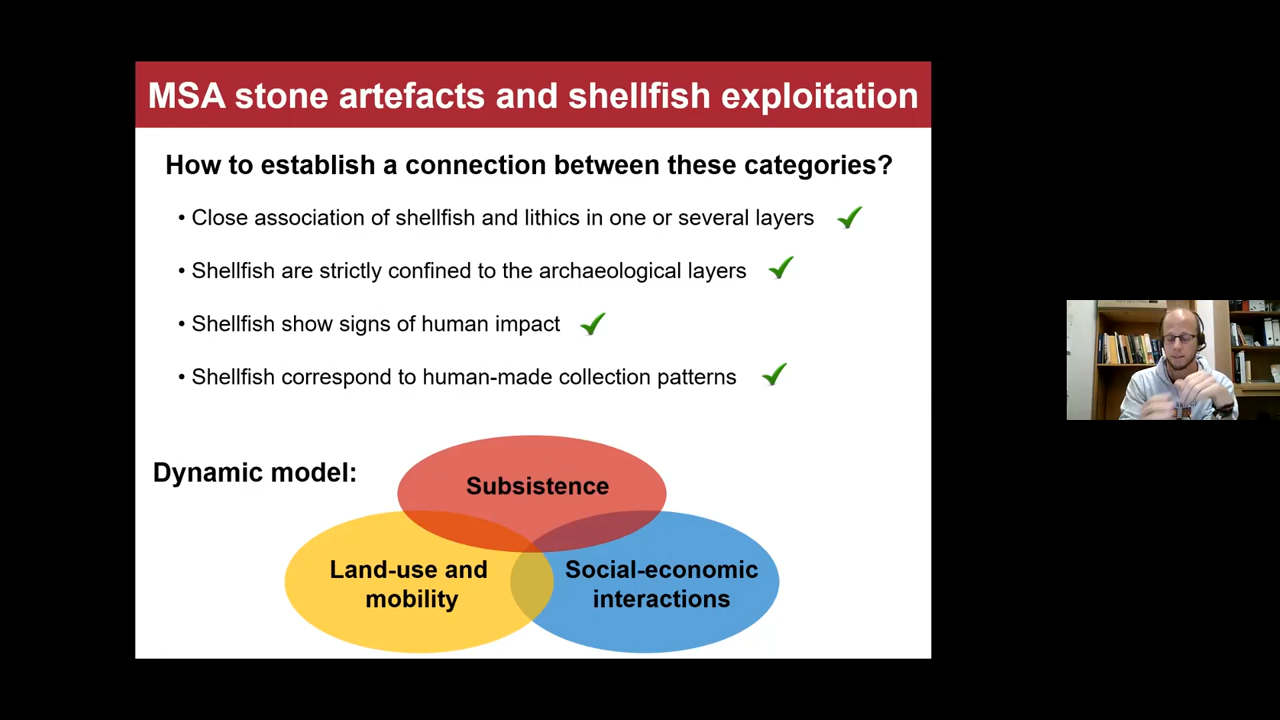 MSA stone artefacts and shellfish exploitation
How to establish a connection between these categories?
• Close association of shellfish and lithics in one or several layers
• Shellfish are strictly confined to the archaeological layers
• Shellfish show signs of human impact
• Shellfish correspond to human-made collection patterns
Dynamic model:
Subsistence
Land-use and
mobility
Social-economic
interactions